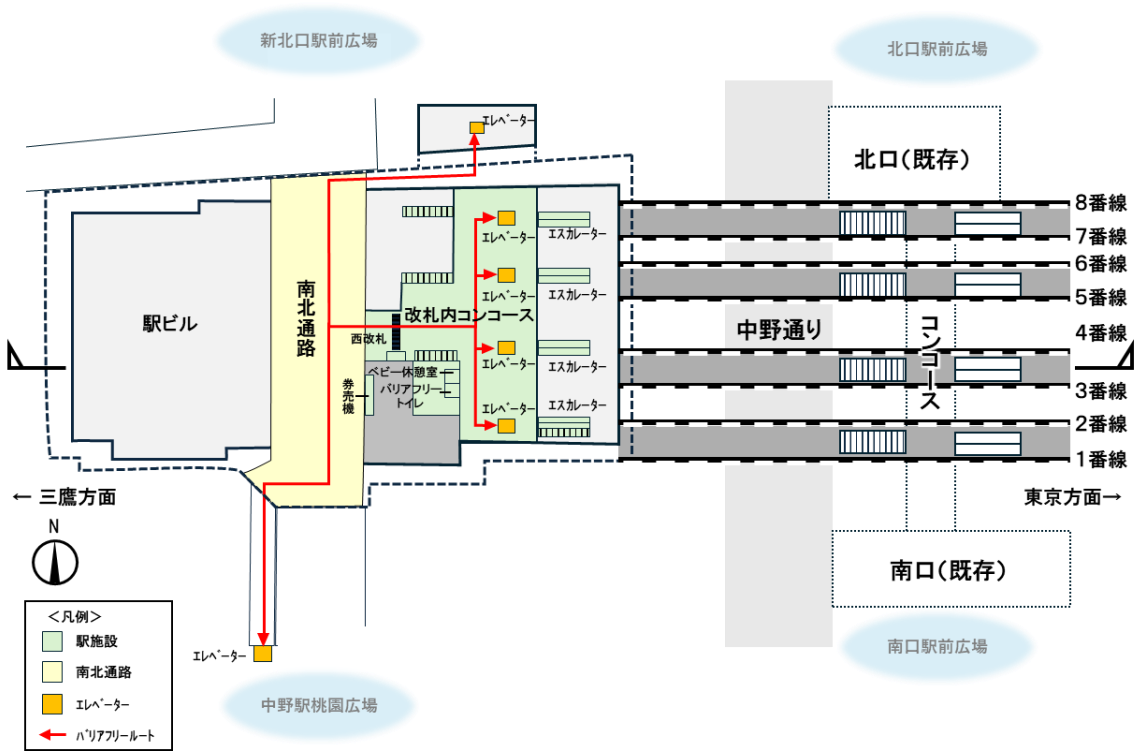 新北口駅前広場
北口駅前広場
エレベーター
北口(既存)
8番線
7番線
6番線
5番線
4番線
3番線
2番線
1番線
エレベーター
エスカレーター
エレベーター
エスカレーター
南北通路
改札内コンコース
駅ビル
西改札
中野通り
コンコース
エレベーター
エスカレーター
ベビー休憩室
バリアフリー
トイレ
券売機
エレベーター
エスカレーター
← 三鷹方面
東京方面→
N
南口(既存)
<凡例>
駅施設
南北通路
エレベーター
バリアフリールート
エレベーター
南口駅前広場
中野駅桃園広場